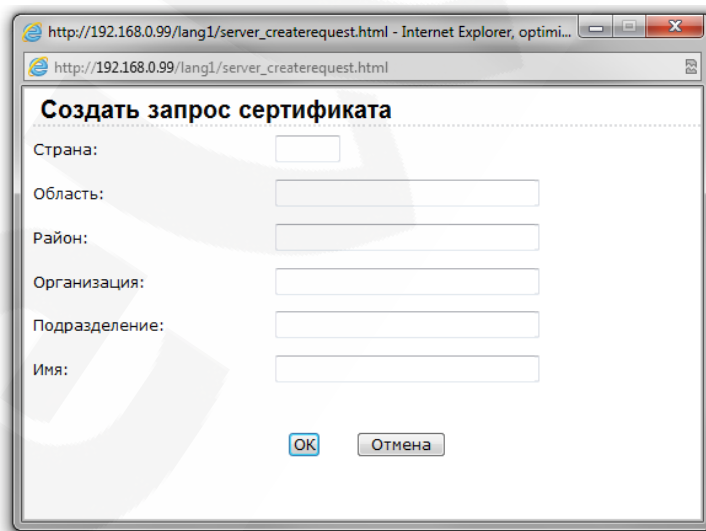 http://192.168.0.99/lang1/server_createrequest.html - Internet Explorer, optimi...
http://192.168.0.99/lang1/server_createrequest.html
Создать запрос сертификата
Страна:
Область:
Район:
Организация:
Подразделение:
Имя:
OK Отмена